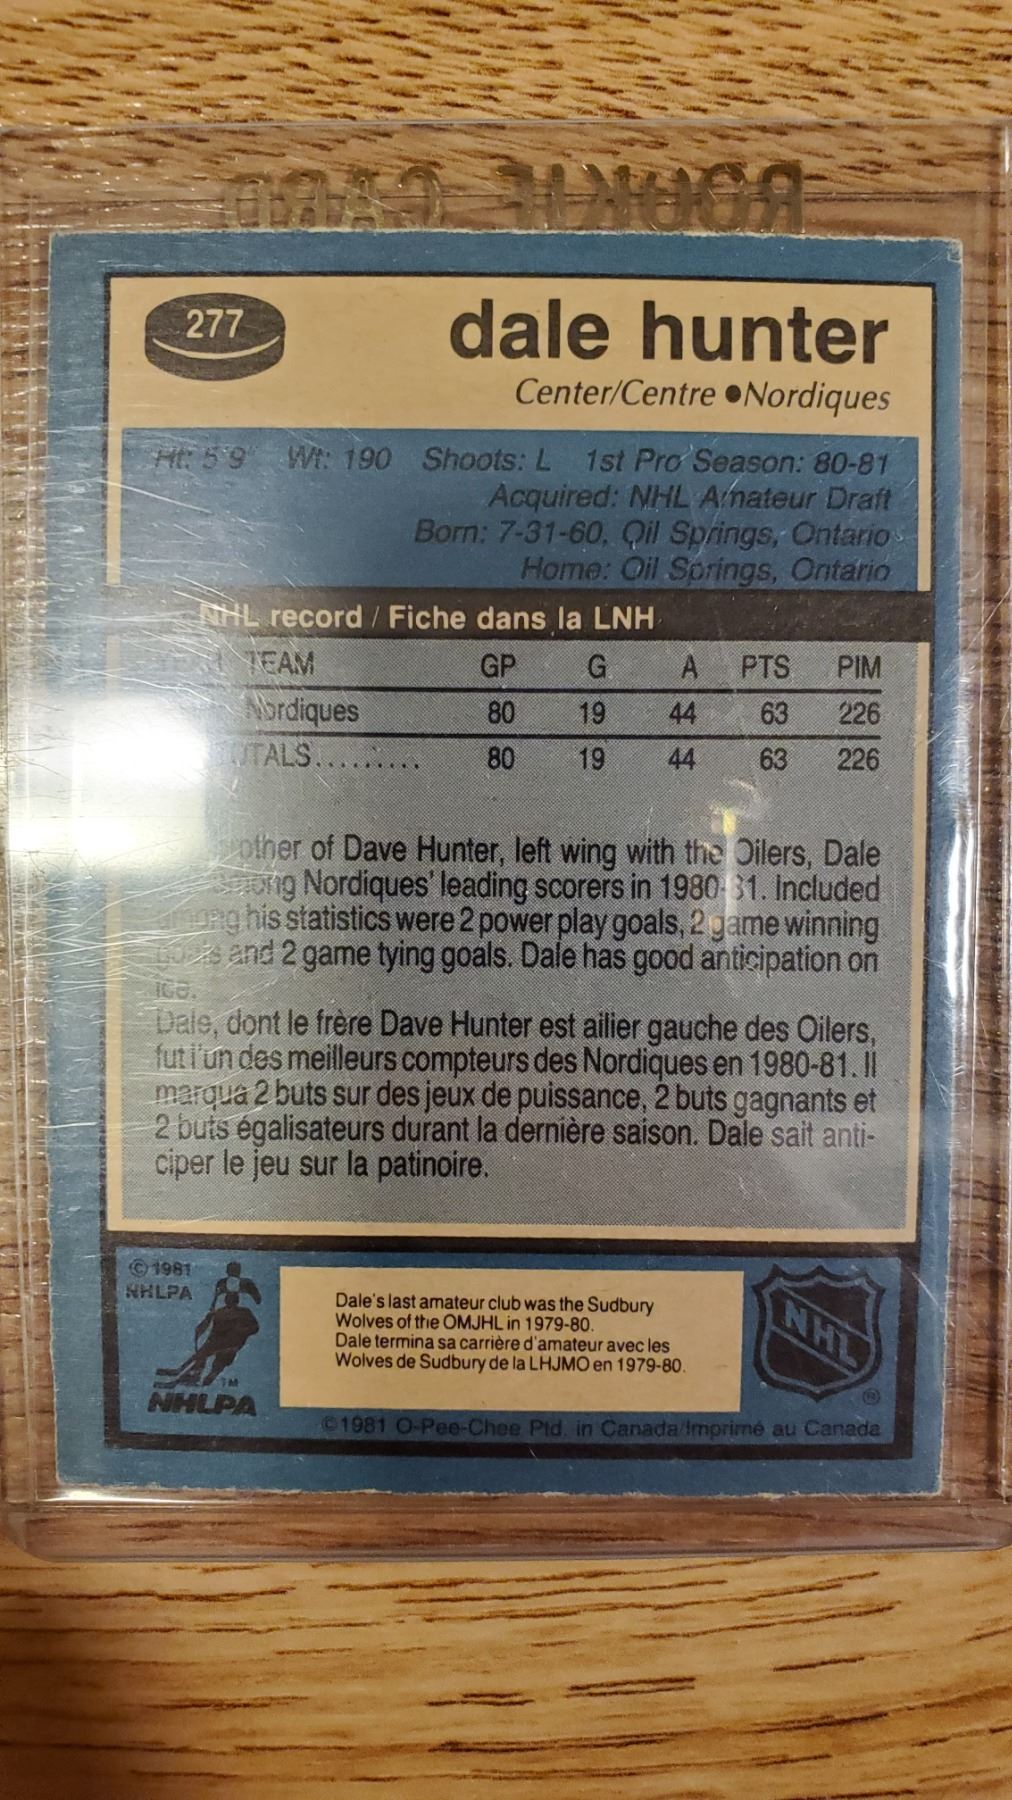 ROOKIE CARD
277
dale hunter
Center/Centre ●Nordiques
Ht: 5'9" Wt: 190 Shoots: L 1st Pro Season: 80-81
Acquired: NHL Amateur Draft
Born: 7-31-60, Oil Springs, Ontario
Home: Oil Springs, Ontario
NHL record / Fiche dans la LNH
TEAM GP G A PTS PIM
Nordiques 80 19 44 63 226
TOTALS......... 80 19 44 63 226
of Dave Hunter, left wing with the Oilers, Dale
among Nordiques' leading scorers in 1980-81. Included
among his statistics were 2 power play goals, 2 game winning
goals and 2 game tying goals. Dale has good anticipation on
ice.
Dale, dont le frère Dave Hunter est ailier gauche des Oilers,
fut l'un des meilleurs compteurs des Nordiques en 1980-81. Il
marqua 2 buts sur des jeux de puissance, 2 buts gagnants et
2 buts égalisateurs durant la dernière saison. Dale sait anti-
ciper le jeu sur la patinoire.
© 1981
NHLPA
TM
NHLPA
Dale's last amateur club was the Sudbury
Wolves of the OMJHL in 1979-80.
Dale termina sa carrière d'amateur avec les
Wolves de Sudbury de la LHJMO en 1979-80.
NHL
®
©1981 O-Pee-Chee Ptd. in Canada/Imprimé au Canada